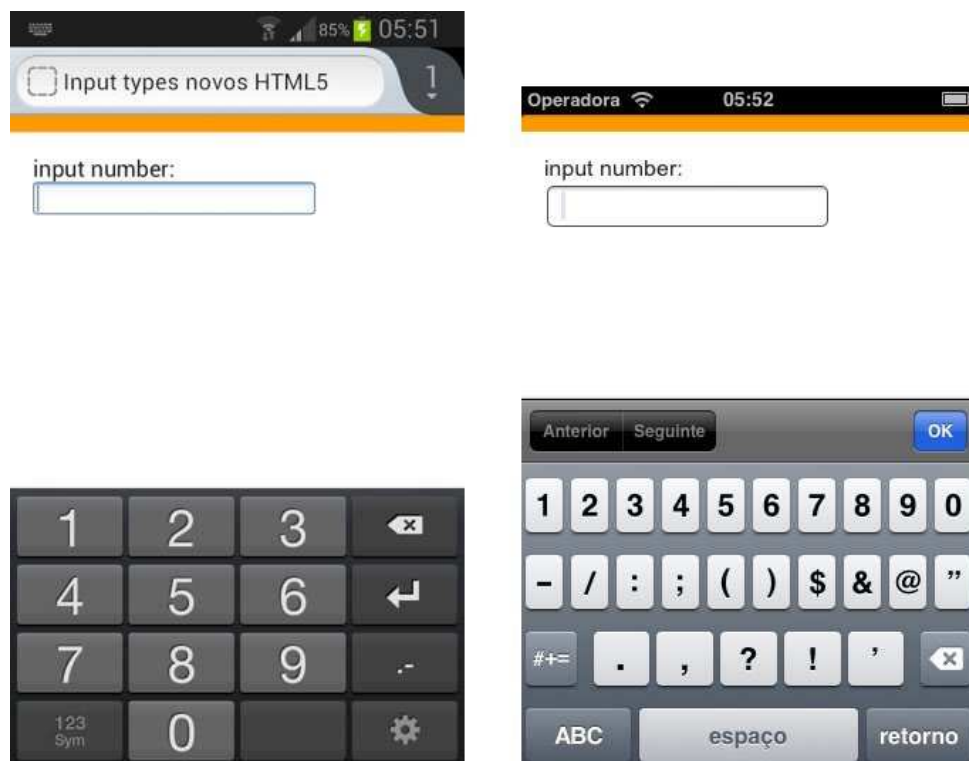 85% 05:51
Input types novos HTML5 1
input number:
1 2 3
4 5 6
7 8 9 .-
123
Sym 0
Operadora 05:52
input number:
Anterior Seguinte OK
1 2 3 4 5 6 7 8 9 0
- / : ; ( ) $ & @ "
#+= . , ? ! '
ABC espaço retorno